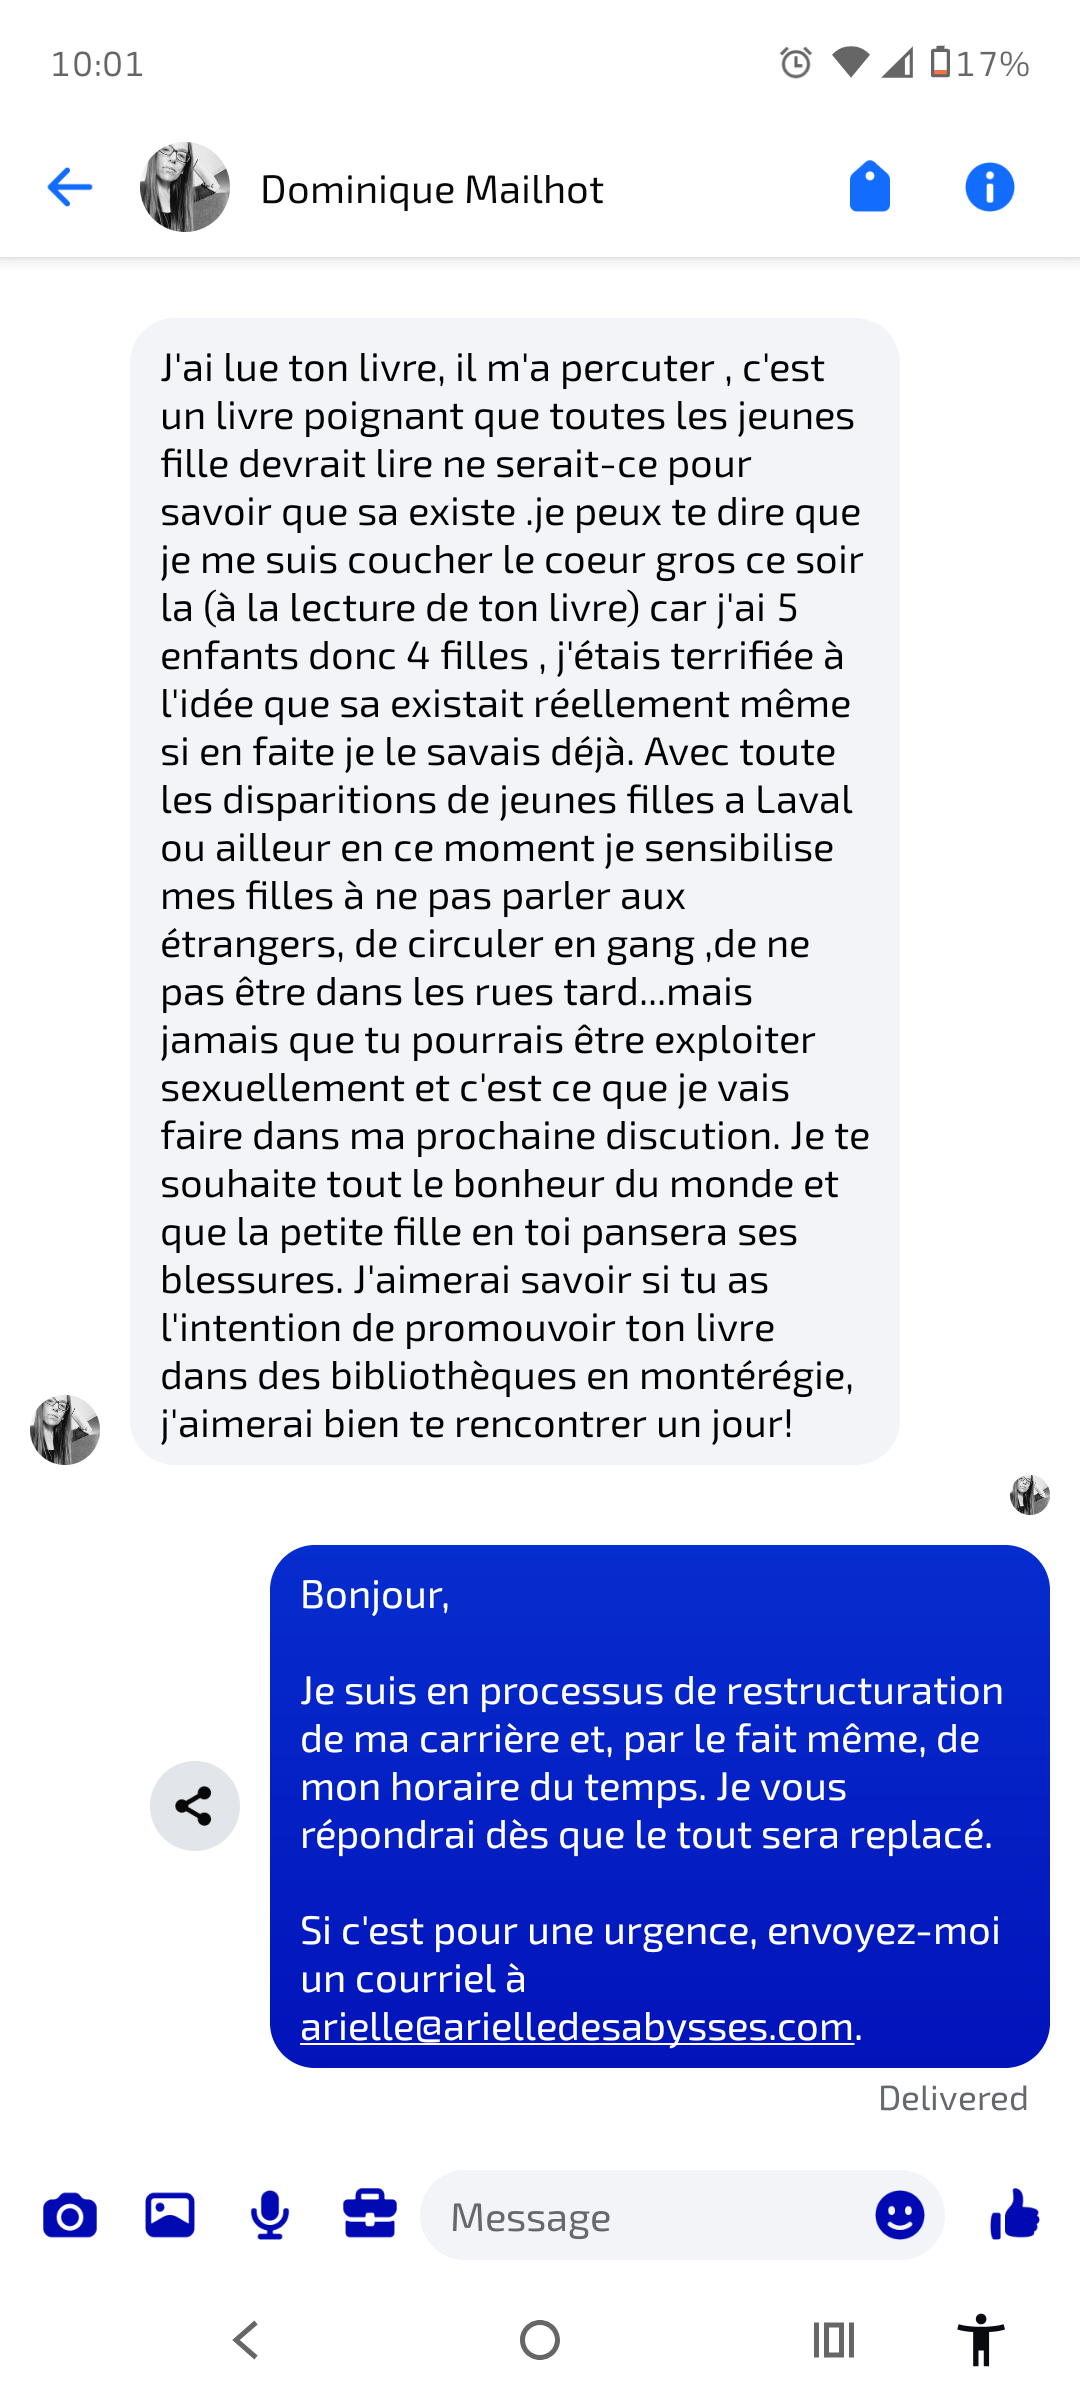 10:01
17%
Dominique Mailhot
J'ai lue ton livre, il m'a percuter , c'est
un livre poignant que toutes les jeunes
fille devrait lire ne serait-ce pour
savoir que sa existe .je peux te dire que
je me suis coucher le coeur gros ce soir
la (à la lecture de ton livre) car j'ai 5
enfants donc 4 filles , j'étais terrifiée à
l'idée que sa existait réellement même
si en faite je le savais déjà. Avec toute
les disparitions de jeunes filles a Laval
ou ailleur en ce moment je sensibilise
mes filles à ne pas parler aux
étrangers, de circuler en gang ,de ne
pas être dans les rues tard...mais
jamais que tu pourrais être exploiter
sexuellement et c'est ce que je vais
faire dans ma prochaine discution. Je te
souhaite tout le bonheur du monde et
que la petite fille en toi pansera ses
blessures. J'aimerai savoir si tu as
l'intention de promouvoir ton livre
dans des bibliothèques en montérégie,
j'aimerai bien te rencontrer un jour!
Bonjour,
Je suis en processus de restructuration
de ma carrière et, par le fait même, de
mon horaire du temps. Je vous
répondrai dès que le tout sera replacé.
Si c'est pour une urgence, envoyez-moi
un courriel à
arielle@arielledesabysses.com.
Delivered
Message